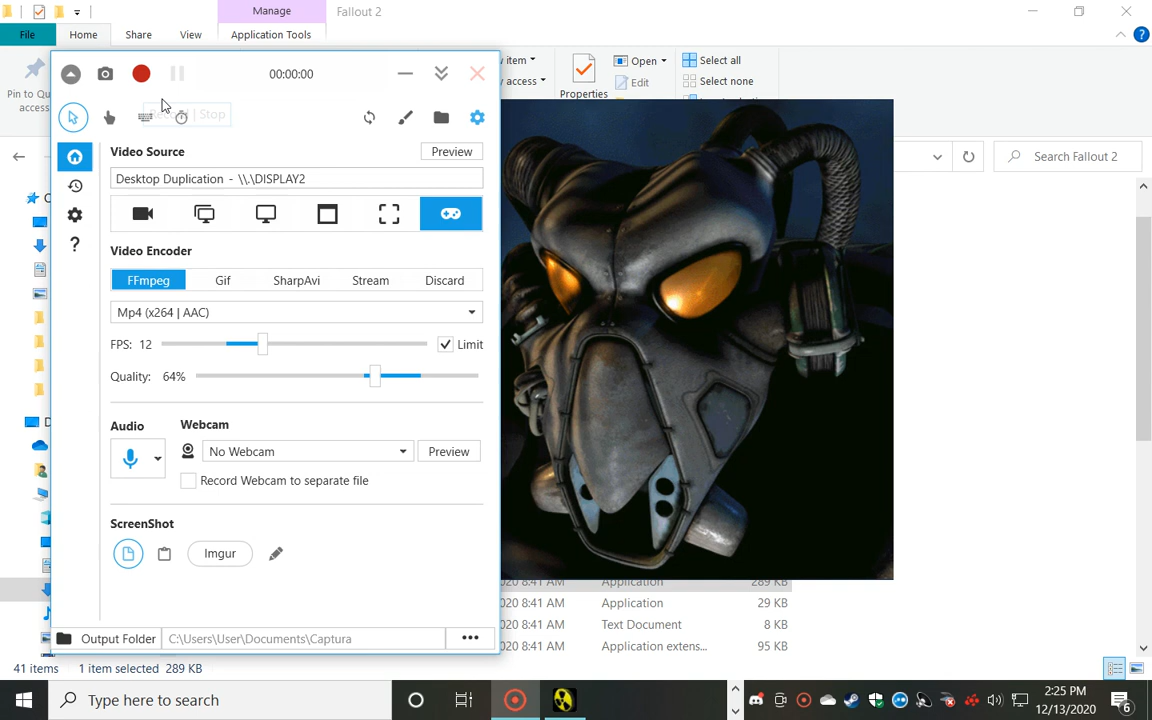 Manage
Fallout 2
File
Home
Share
View
Application Tools
Pin to Qu
access
item
access
Properties
Open
Edit
Select all
Select none
00:00:00
Record | Stop
Search Fallout 2
Video Source
Preview
Desktop Duplication - \\.\DISPLAY2
Video Encoder
FFmpeg
Gif
SharpAvi
Stream
Discard
Mp4 (x264 | AAC)
FPS: 12
Limit
Quality: 64%
Audio
Webcam
No Webcam
Preview
Record Webcam to separate file
ScreenShot
Imgur
020 8:41 AM
Application
289 KB
020 8:41 AM
Application
29 KB
020 8:41 AM
Text Document
8 KB
020 8:41 AM
Application extens...
95 KB
Output Folder
C:\Users\User\Documents\Captura
41 items
1 item selected 289 KB
Type here to search
2:25 PM
12/13/2020
6